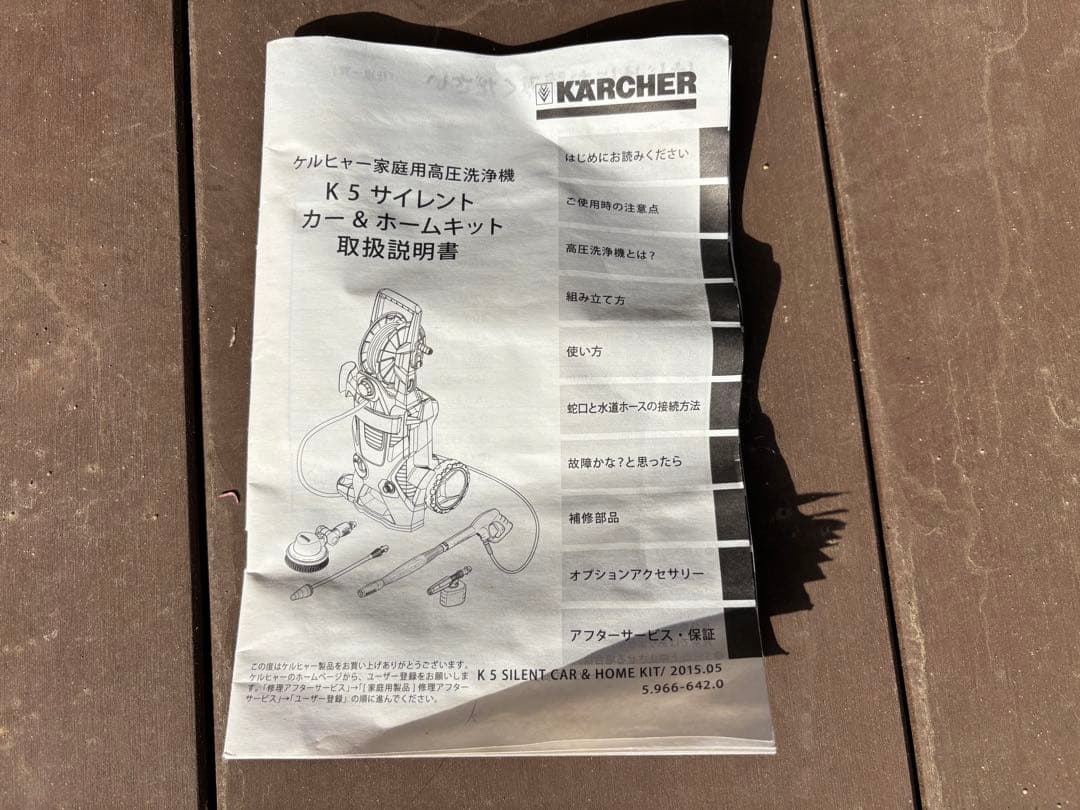 KÄRCHER
ケルヒャー家庭用高圧洗浄機
K 5 サイレント
カー & ホームキット
取扱説明書
はじめにお読みください
ご使用時の注意点
高圧洗浄機とは?
組み立て方
使い方
蛇口と水道ホースの接続方法
故障かな?と思ったら
補修部品
オプションアクセサリー
アフターサービス・保証
この度はケルヒャー製品をお買い上げありがとうございます。
ケルヒャーのホームページから、ユーザー登録をお願いしま
す。「修理アフターサービス」→「[家庭用製品] 修理アフター
サービス」→「ユーザー登録」の順に進んでください。
K 5 SILENT CAR & HOME KIT/ 2015.05
5.966-642.0